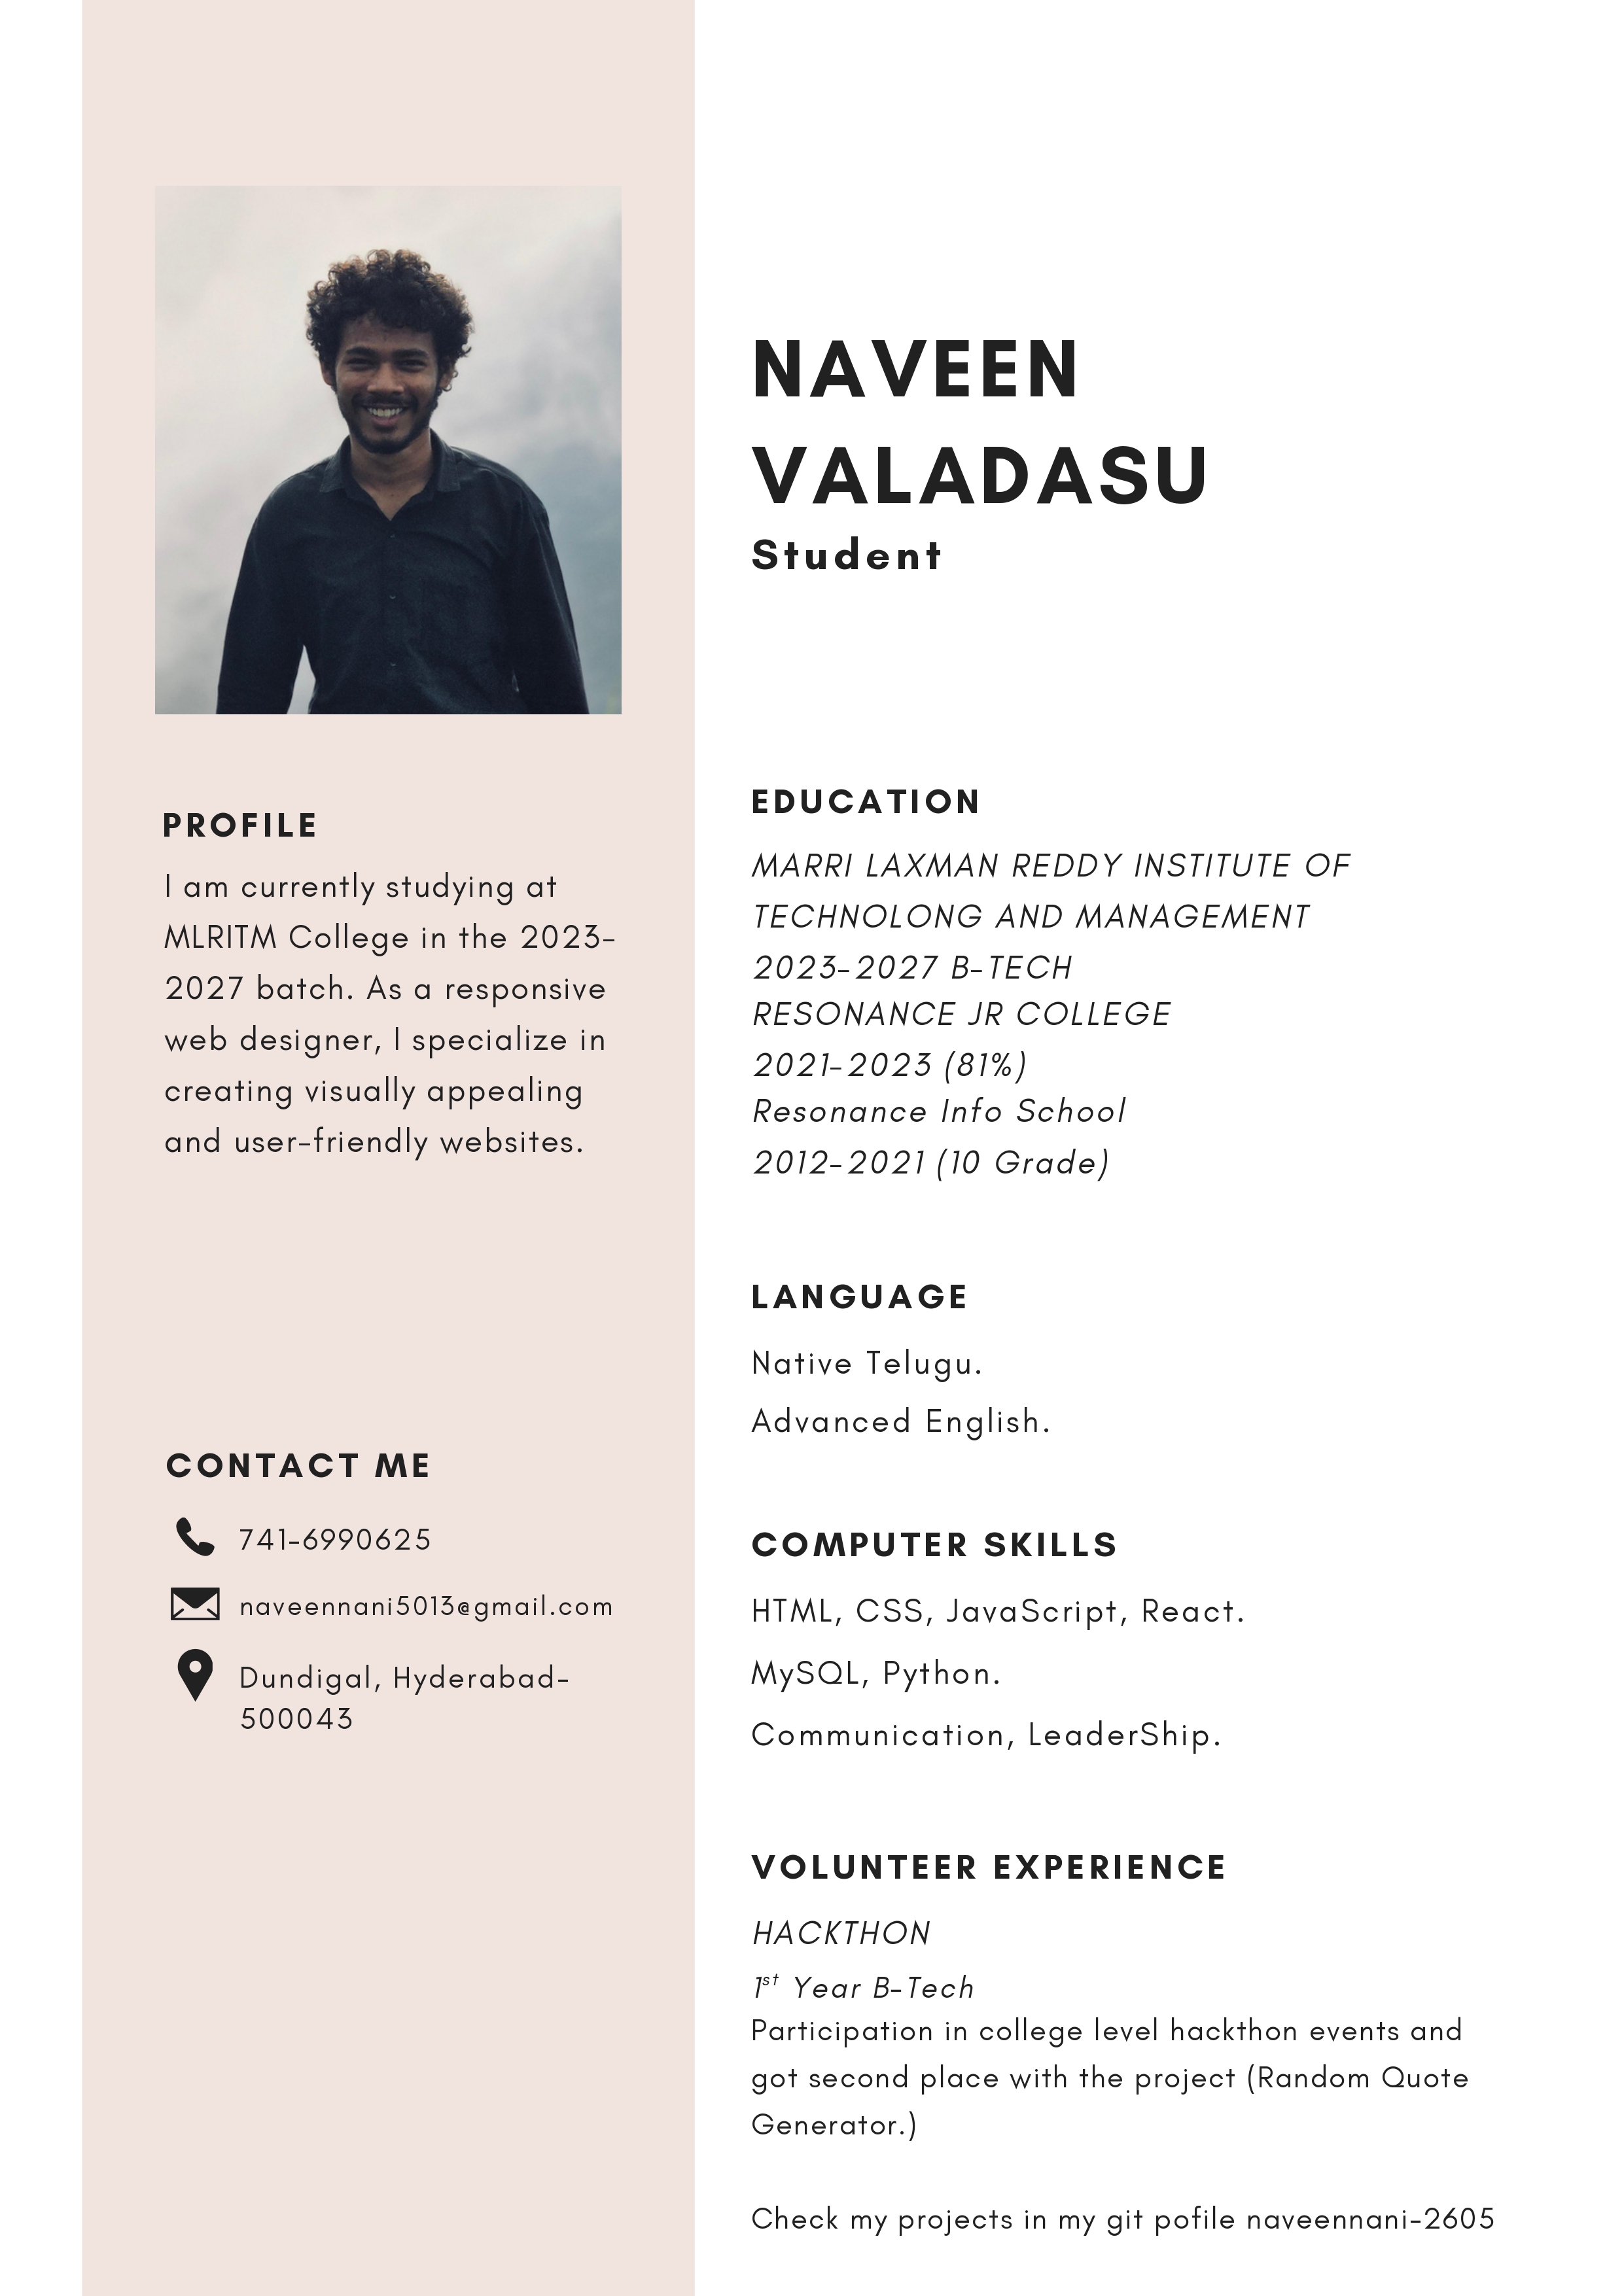 NAVEEN
VALADASU
Student
PROFILE
I am currently studying at
MLRITM College in the 2023-
2027 batch. As a responsive
web designer, I specialize in
creating visually appealing
and user-friendly websites.
CONTACT ME
741-6990625
naveennani5013@gmail.com
Dundigal, Hyderabad-
500043
EDUCATION
MARRI LAXMAN REDDY INSTITUTE OF
TECHNOLONG AND MANAGEMENT
2023-2027 B-TECH
RESONANCE JR COLLEGE
2021-2023 (81%)
Resonance Info School
2012-2021 (10 Grade)
LANGUAGE
Native Telugu.
Advanced English.
COMPUTER SKILLS
HTML, CSS, JavaScript, React.
MySQL, Python.
Communication, LeaderShip.
VOLUNTEER EXPERIENCE
HACKTHON
1st Year B-Tech
Participation in college level hackthon events and
got second place with the project (Random Quote
Generator.)
Check my projects in my git pofile naveennani-2605